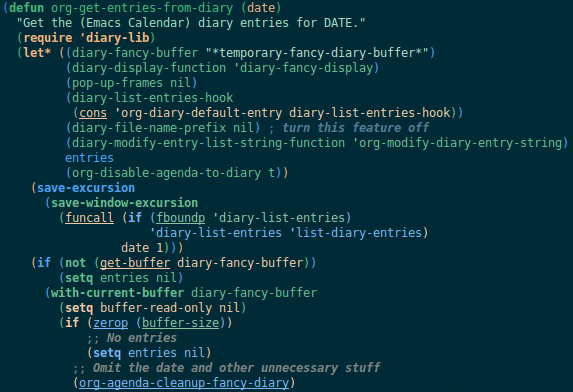 (defun org-get-entries-from-diary (date)
  "Get the (Emacs Calendar) diary entries for DATE."
  (require 'diary-lib)
  (let* ((diary-fancy-buffer "*temporary-fancy-diary-buffer*")
         (diary-display-function 'diary-fancy-display)
         (pop-up-frames nil)
         (diary-list-entries-hook
          (cons 'org-diary-default-entry diary-list-entries-hook))
         (diary-file-name-prefix nil) ; turn this feature off
         (diary-modify-entry-list-string-function 'org-modify-diary-entry-string)
         entries
         (org-disable-agenda-to-diary t))
    (save-excursion
      (save-window-excursion
        (funcall (if (fboundp 'diary-list-entries)
                     'diary-list-entries 'list-diary-entries)
                 date 1)))
    (if (not (get-buffer diary-fancy-buffer))
        (setq entries nil)
      (with-current-buffer diary-fancy-buffer
        (setq buffer-read-only nil)
        (if (zerop (buffer-size))
            ;; No entries
            (setq entries nil)
          ;; Omit the date and other unnecessary stuff
          (org-agenda-cleanup-fancy-diary)